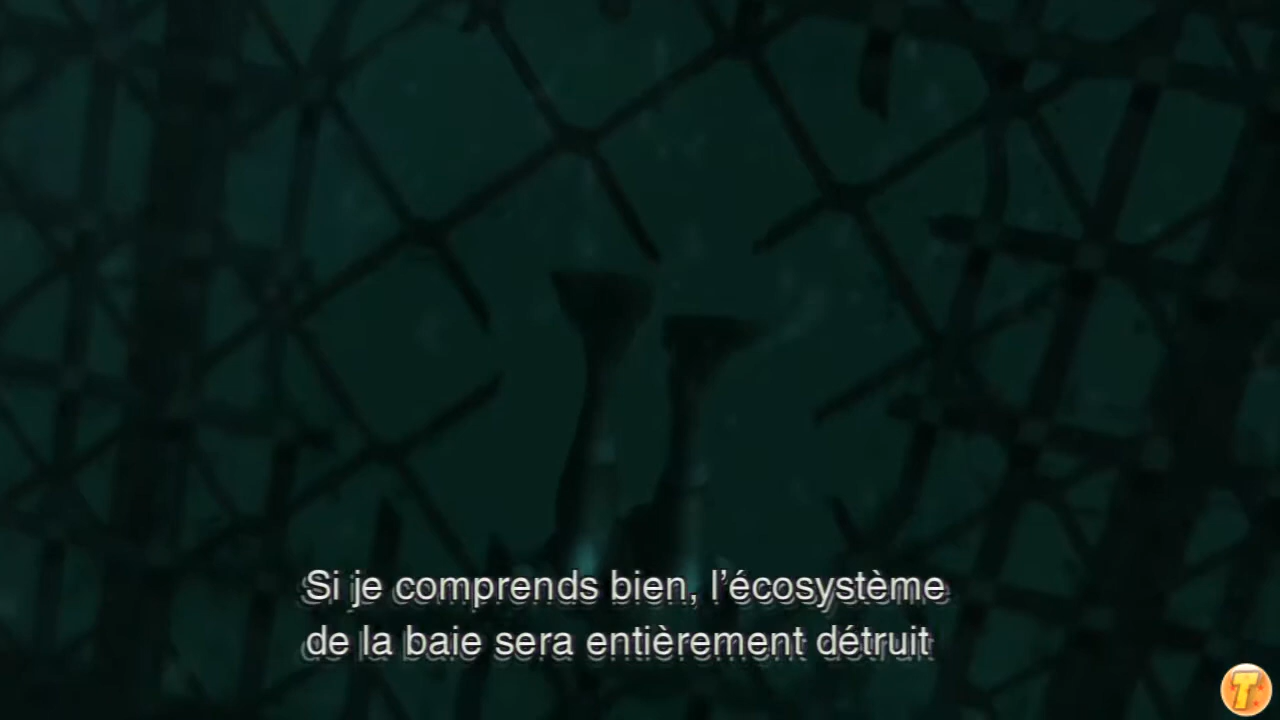 Si je comprends bien, l’écosystème
de la baie sera entièrement détruit
T